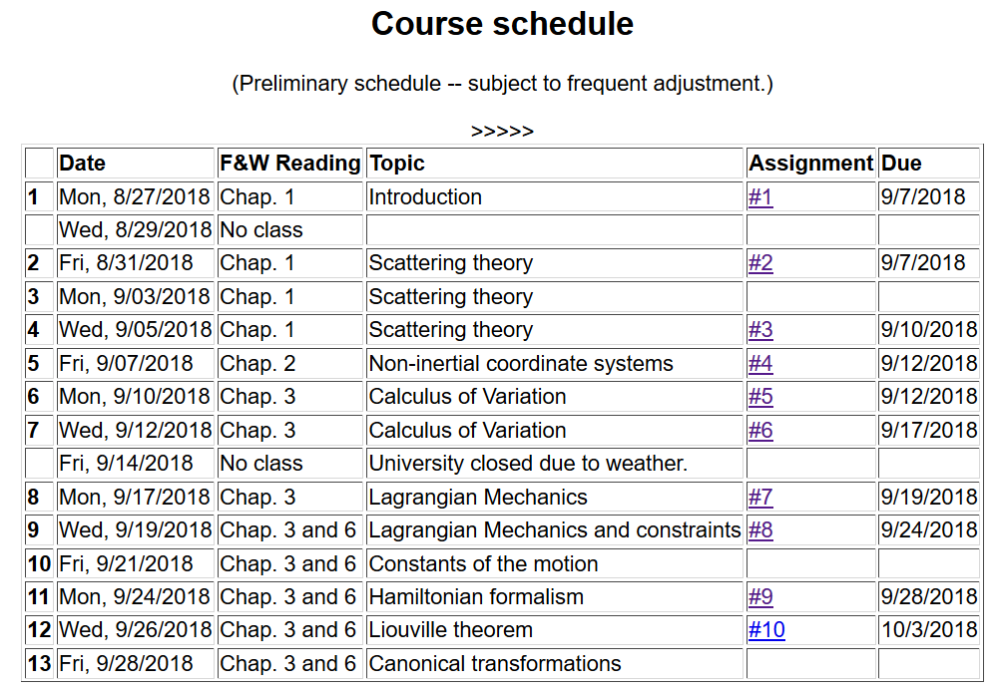 Course schedule
(Preliminary schedule -- subject to frequent adjustment.)
>>>>>
Date F&W Reading Topic Assignment Due
1 Mon, 8/27/2018 Chap. 1 Introduction #1 9/7/2018
Wed, 8/29/2018 No class
2 Fri, 8/31/2018 Chap. 1 Scattering theory #2 9/7/2018
3 Mon, 9/03/2018 Chap. 1 Scattering theory
4 Wed, 9/05/2018 Chap. 1 Scattering theory #3 9/10/2018
5 Fri, 9/07/2018 Chap. 2 Non-inertial coordinate systems #4 9/12/2018
6 Mon, 9/10/2018 Chap. 3 Calculus of Variation #5 9/12/2018
7 Wed, 9/12/2018 Chap. 3 Calculus of Variation #6 9/17/2018
Fri, 9/14/2018 No class University closed due to weather.
8 Mon, 9/17/2018 Chap. 3 Lagrangian Mechanics #7 9/19/2018
9 Wed, 9/19/2018 Chap. 3 and 6 Lagrangian Mechanics and constraints #8 9/24/2018
10 Fri, 9/21/2018 Chap. 3 and 6 Constants of the motion
11 Mon, 9/24/2018 Chap. 3 and 6 Hamiltonian formalism #9 9/28/2018
12 Wed, 9/26/2018 Chap. 3 and 6 Liouville theorem #10 10/3/2018
13 Fri, 9/28/2018 Chap. 3 and 6 Canonical transformations